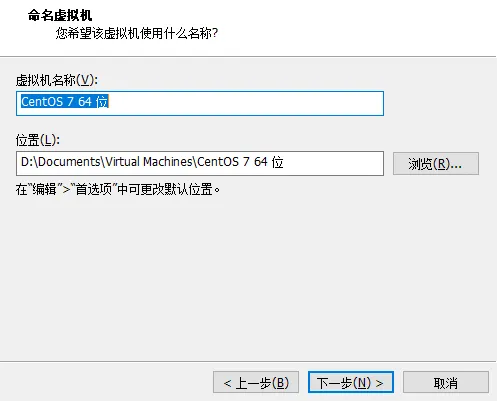 命名虚拟机
您希望该虚拟机使用什么名称?
虚拟机名称(V):
CentOS 7 64 位
位置(L):
D:\Documents\Virtual Machines\CentOS 7 64 位
浏览(R)...
在“编辑”>“首选项”中可更改默认位置。
< 上一步(B)
下一步(N) >
取消